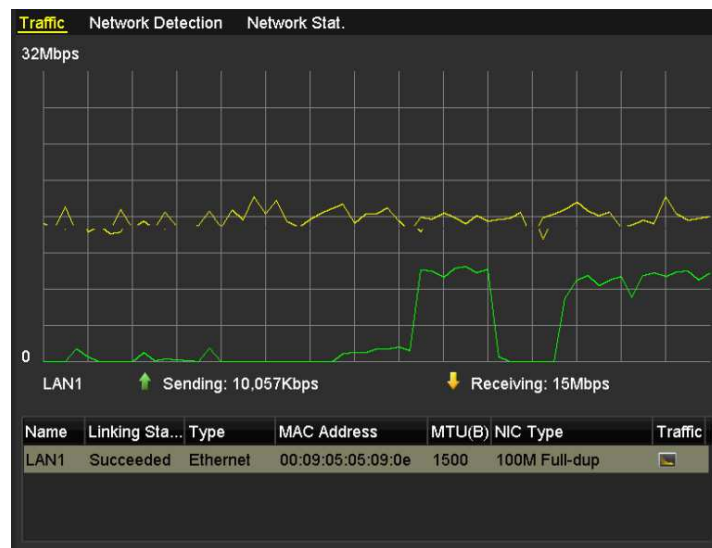 Traffic Network Detection Network Stat.
32Mbps
0
LAN1 Sending: 10,057Kbps Receiving: 15Mbps
Name Linking Sta... Type MAC Address MTU(B) NIC Type Traffic
LAN1 Succeeded Ethernet 00:09:05:05:09:0e 1500 100M Full-dup